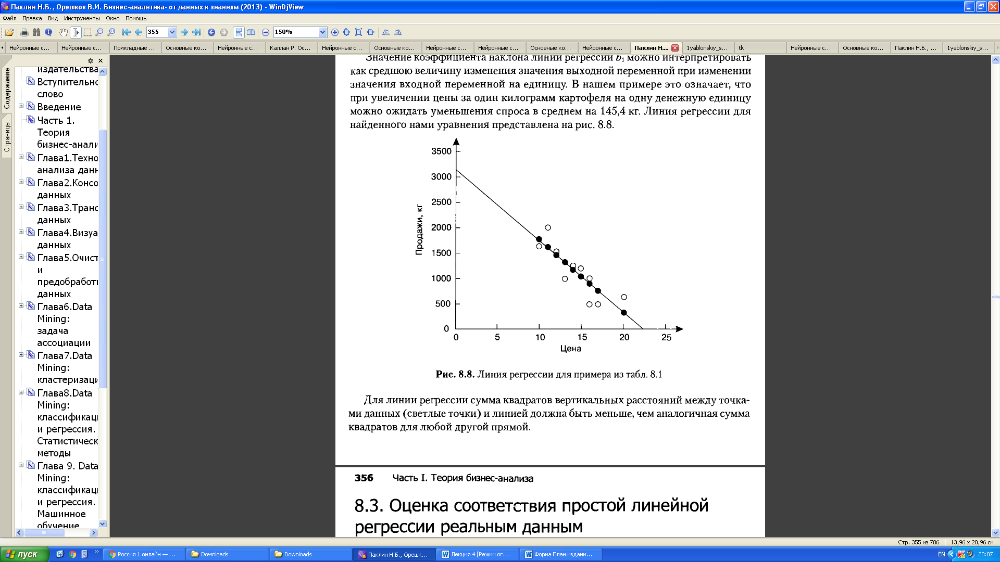 Паклин Н.Б., Орешков В.И. Бизнес-аналитика- от данных к знаниям (2013) - WinDjView
Файл Правка Вид Инструменты Окно Помощь
355 150%
Нейронные с... Нейронные с... Прикладные ... Основные ко... Нейронные с... Каллан Р. Ос... Нейронные с... Основные ко... Нейронные с... Нейронные с... Основные ко... Нейронные с... Паклин Н.... 1yablonskiy_s... tk Нейронные с... Основные ко... Паклин Н.Б., ... 1yablonskiy_s...
Содержание
Страницы
издательства
Вступительно
слово
Введение
Часть 1.
Теория
бизнес-анали
Глава1.Техно
анализа данн
Глава2.Консо
данных
Глава3.Транс
данных
Глава4.Визуа
данных
Глава5.Очист
и
предобработк
данных
Глава6.Data
Mining:
задача
ассоциации
Глава7.Data
Mining:
кластеризаци
Глава8.Data
Mining:
классификац
и регрессия.
Статистическ
методы
Глава 9. Data
Mining:
классификац
и регрессия.
Машинное
обучение
Значение коэффициента наклона линии регрессии b1 можно интерпретировать
как среднюю величину изменения значения выходной переменной при изменении
значения входной переменной на единицу. В нашем примере это означает, что
при увеличении цены за один килограмм картофеля на одну денежную единицу
можно ожидать уменьшения спроса в среднем на 145,4 кг. Линия регрессии для
найденного нами уравнения представлена на рис. 8.8.
Продажи, кг
3500
3000
2500
2000
1500
1000
500
0
0 5 10 15 20 25
Цена
Рис. 8.8. Линия регрессии для примера из табл. 8.1
Для линии регрессии сумма квадратов вертикальных расстояний между точка-
ми данных (светлые точки) и линией должна быть меньше, чем аналогичная сумма
квадратов для любой другой прямой.
356 Часть I. Теория бизнес-анализа
8.3. Оценка соответствия простой линейной
регрессии реальным данным
Стр. 355 из 706 13,96 x 20,96 см
пуск Россия 1 онлайн — ... Downloads Downloads Паклин Н.Б., Орешк... Лекция 4 [Режим ог... Форма План издани... EN 20:07